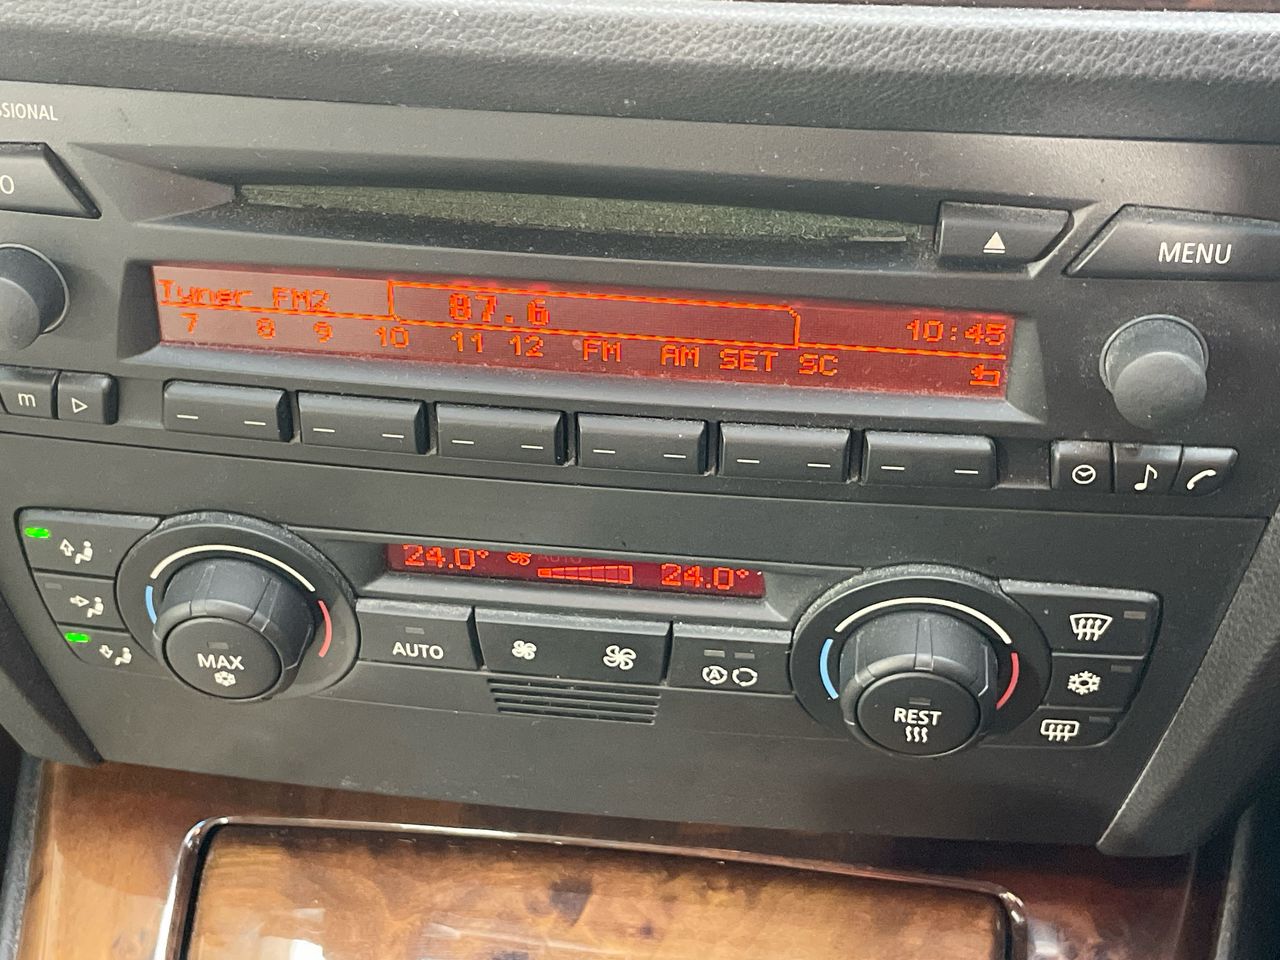 SSIONAL
O
MENU
Tuner FM2 87.6 10:45
7 8 9 10 11 12 FM AM SET SC
m
24.0° AUTO 24.0°
AUTO
MAX
A
REST